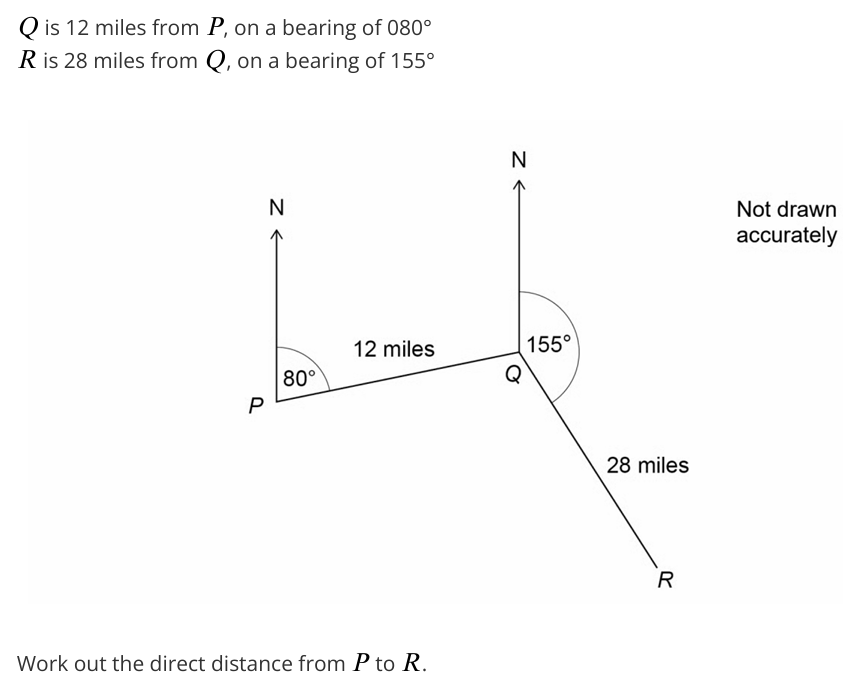 Q is 12 miles from P, on a bearing of 080°
R is 28 miles from Q, on a bearing of 155°
N
N
Not drawn
accurately
12 miles
155°
80°
Q
P
28 miles
R
Work out the direct distance from P to R.